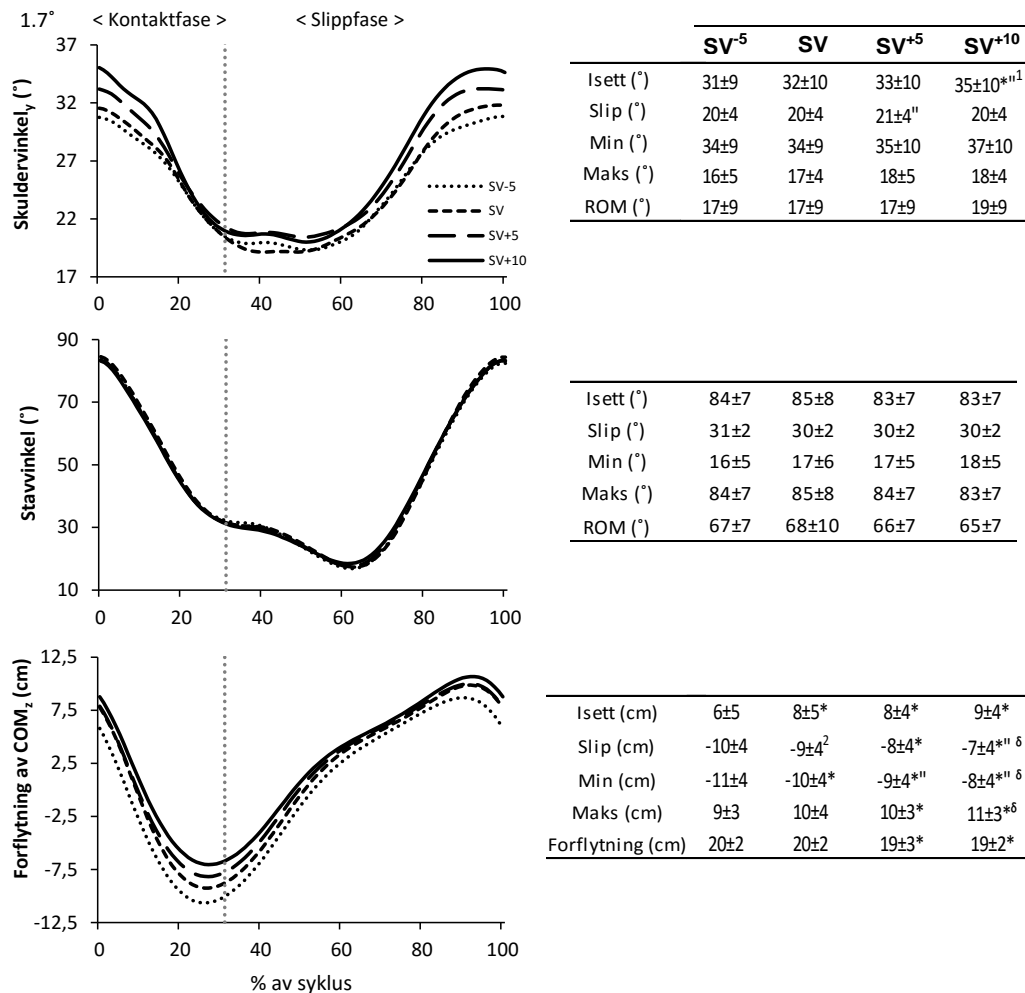 1.7˚ < Kontaktfase > < Slippfase >
Skuldervinkely (˚)
37
32
27
22
17
SV-5
SV
SV+5
SV+10
0 20 40 60 80 100
SV-5 SV SV+5 SV+10
Isett (˚) 31±9 32±10 33±10 35±10*"1
Slip (˚) 20±4 20±4 21±4" 20±4
Min (˚) 34±9 34±9 35±10 37±10
Maks (˚) 16±5 17±4 18±5 18±4
ROM (˚) 17±9 17±9 17±9 19±9
Stavvinkel (˚)
90
70
50
30
10
0 20 40 60 80 100
Isett (˚) 84±7 85±8 83±7 83±7
Slip (˚) 31±2 30±2 30±2 30±2
Min (˚) 16±5 17±6 17±5 18±5
Maks (˚) 84±7 85±8 84±7 83±7
ROM (˚) 67±7 68±10 66±7 65±7
Forflytning av COMz (cm)
12,5
7,5
2,5
-2,5
-7,5
-12,5
0 20 40 60 80 100
% av syklus
Isett (cm) 6±5 8±5* 8±4* 9±4*
Slip (cm) -10±4 -9±42 -8±4* -7±4*" δ
Min (cm) -11±4 -10±4* -9±4*" -8±4*" δ
Maks (cm) 9±3 10±4 10±3* 11±3*δ
Forflytning (cm) 20±2 20±2 19±3* 19±2*